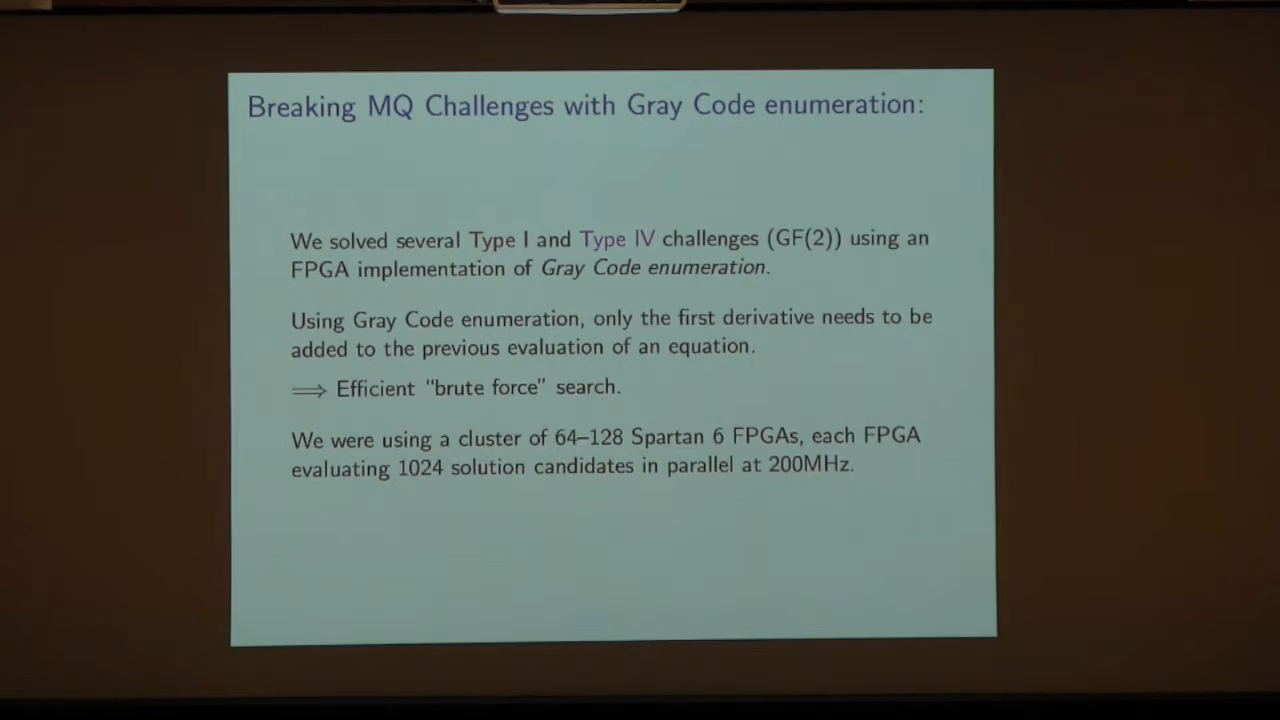 Breaking MQ Challenges with Gray Code enumeration:
We solved several Type I and Type IV challenges (GF(2)) using an
FPGA implementation of Gray Code enumeration.
Using Gray Code enumeration, only the first derivative needs to be
added to the previous evaluation of an equation.
⟹ Efficient “brute force” search.
We were using a cluster of 64–128 Spartan 6 FPGAs, each FPGA
evaluating 1024 solution candidates in parallel at 200MHz.